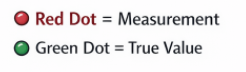 Red Dot = Measurement
Green Dot = True Value